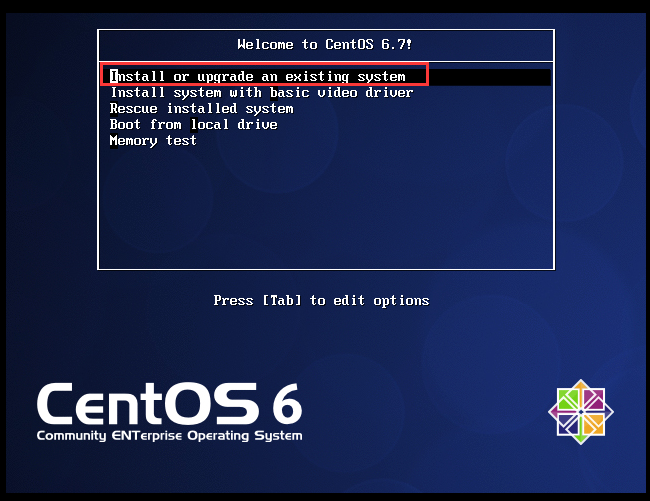 Welcome to CentOS 6.7!
Install or upgrade an existing system
Install system with basic video driver
Rescue installed system
Boot from local drive
Memory test
Press [Tab] to edit options
CentOS 6
Community ENTerprise Operating System